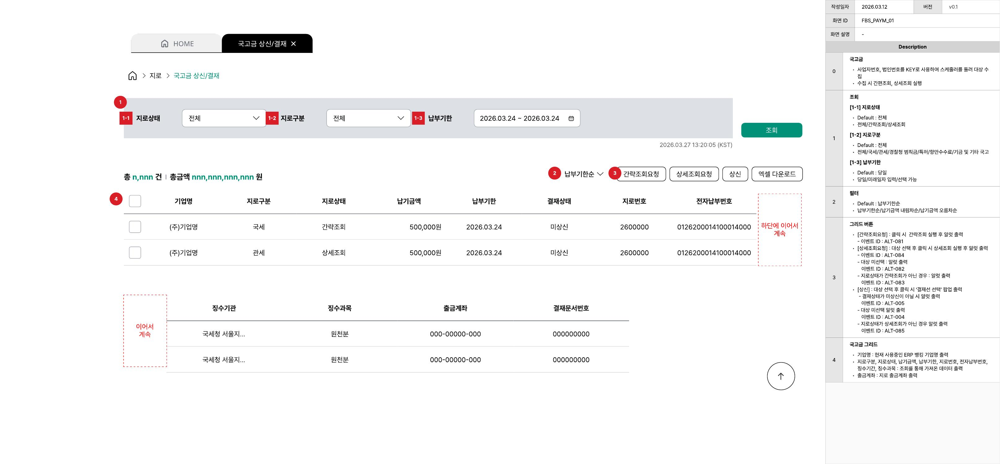 HOME
국고금 상신/결재
지로
국고금 상신/결재
1
1-1 지로상태 전체 1-2 지로구분 전체 1-3 납부기한 2026.03.24 ~ 2026.03.24
조회
2026.03.27 13:20:05 (KST)
총 n,nnn 건 | 총금액 nnn,nnn,nnn,nnn 원
2 납부기한순 3 간략조회요청 상세조회요청 상신 엑셀 다운로드
4 기업명 지로구분 지로상태 납기금액 납부기한 결재상태 지로번호 전자납부번호
(주)기업명 국세 간략조회 500,000원 2026.03.24 미상신 2600000 0126200014100014000
(주)기업명 관세 상세조회 500,000원 2026.03.24 미상신 2600000 0126200014100014000
하단에 이어서
계속
이어서
계속
징수기관 징수과목 출금계좌 결재문서번호
국세청 서울지... 원천분 000-00000-000 000000000
국세청 서울지... 원천분 000-00000-000 000000000
작성일자 2026.03.12 버전 v0.1
화면 ID FBS_PAYM_01
화면 설명 -
Description
0
국고금
• 사업자번호, 법인번호를 KEY로 사용하여 스케줄러를 돌려 대상 수
집
• 수집 시 간편조회, 상세조회 실행
1
조회
[1-1] 지로상태
• Default : 전체
• 전체/간략조회/상세조회
[1-2] 지로구분
• Default : 전체
• 전체/국세/관세/경찰청 범칙금/특허/항만수수료/기금 및 기타 국고
[1-3] 납부기한
• Default : 당일
• 당일/미래일자 입력/선택 가능
2
필터
• Default : 납부기한순
• 납부기한순/납기금액 내림차순/납기금액 오름차순
3
그리드 버튼
• [간략조회요청] : 클릭 시 간략조회 실행 후 알럿 출력
- 이벤트 ID : ALT-081
• [상세조회요청] : 대상 선택 후 클릭 시 상세조회 실행 후 알럿 출력
- 이벤트 ID : ALT-084
- 대상 미선택 : 알럿 출력
이벤트 ID : ALT-082
- 지로상태가 간략조회가 아닌 경우 : 알럿 출력
이벤트 ID : ALT-083
• [상신] : 대상 선택 후 클릭 시 ‘결재선 선택’ 팝업 출력
- 결재상태가 미상신이 아닐 시 알럿 출력
이벤트 ID : ALT-005
- 대상 미선택 알럿 출력
이벤트 ID : ALT-004
- 지로상태가 상세조회가 아닌 경우 알럿 출력
이벤트 ID : ALT-085
4
국고금 그리드
• 기업명 : 현재 사용중인 ERP 뱅킹 기업명 출력
• 지로구분, 지로상태, 납기금액, 납부기한, 지로번호, 전자납부번호,
징수기간, 징수과목 : 조회를 통해 가져온 데이터 출력
• 출금계좌 : 지로 출금계좌 출력